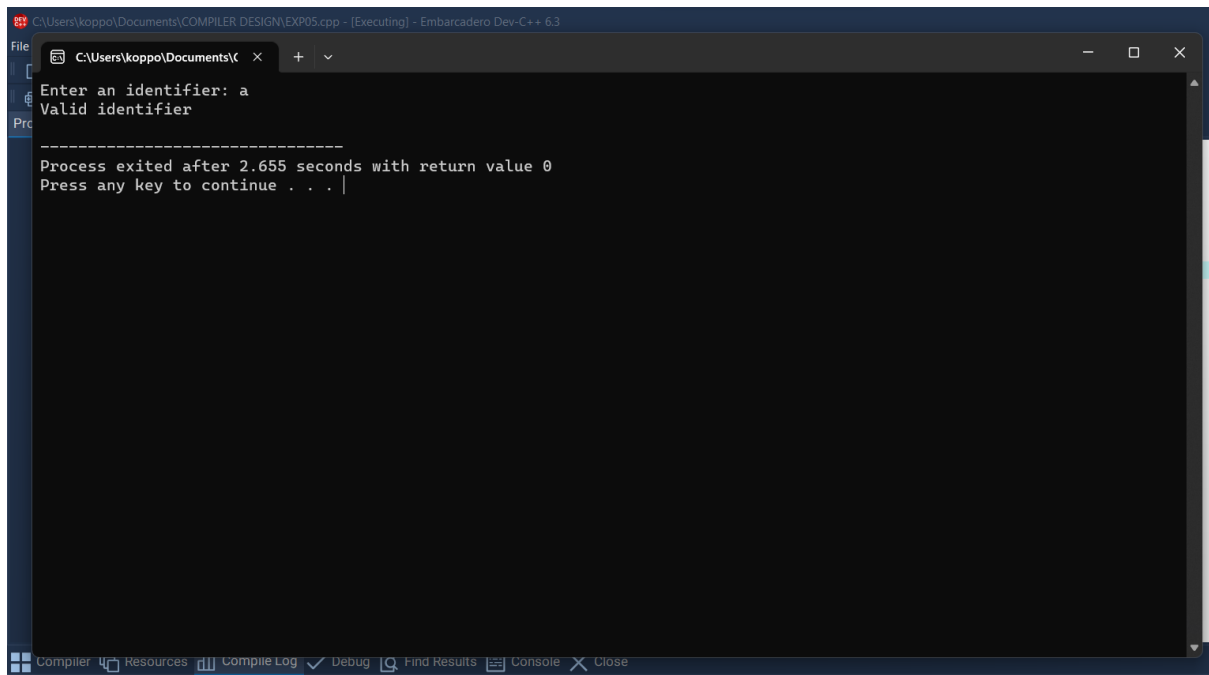 C:\Users\koppo\Documents\COMPILER DESIGN\EXP05.cpp - [Executing] - Embarcadero Dev-C++ 6.3
File
C:\Users\koppo\Documents\C
Enter an identifier: a
Valid identifier
--------------------------------
Process exited after 2.655 seconds with return value 0
Press any key to continue . . .
Compiler Resources Compile Log Debug Find Results Console Close